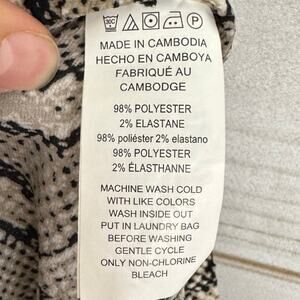 30C
P
MADE IN CAMBODIA
HECHO EN CAMBOYA
FABRIQUÉ AU
CAMBODGE
98% POLYESTER
2% ELASTANE
98% poliéster 2% elastano
98% POLYESTER
2% ÉLASTHANNE
MACHINE WASH COLD
WITH LIKE COLORS
WASH INSIDE OUT
PUT IN LAUNDRY BAG
BEFORE WASHING
GENTLE CYCLE
ONLY NON-CHLORINE
BLEACH